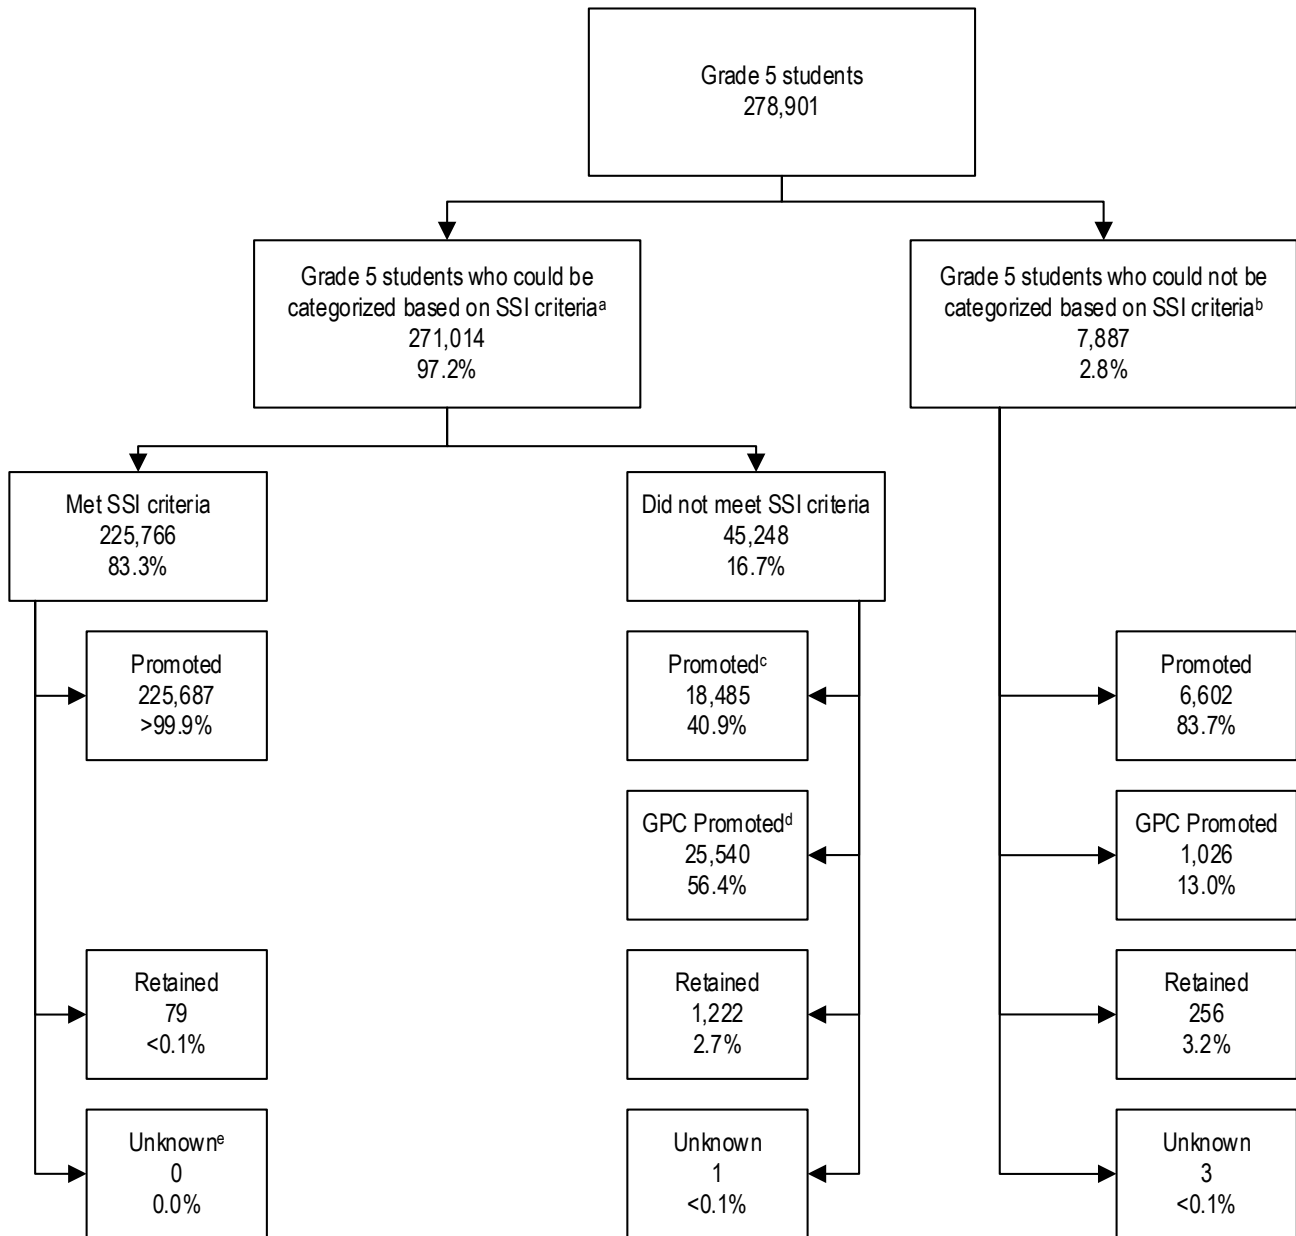 Grade 5 students
278,901
Grade 5 students who could be
categorized based on SSI criteriaᵃ
271,014
97.2%
Grade 5 students who could not be
categorized based on SSI criteriaᵇ
7,887
2.8%
Met SSI criteria
225,766
83.3%
Did not meet SSI criteria
45,248
16.7%
Promoted
225,687
>99.9%
Promotedᶜ
18,485
40.9%
Promoted
6,602
83.7%
GPC Promotedᵈ
25,540
56.4%
GPC Promoted
1,026
13.0%
Retained
79
<0.1%
Retained
1,222
2.7%
Retained
256
3.2%
Unknownᵉ
0
0.0%
Unknown
1
<0.1%
Unknown
3
<0.1%